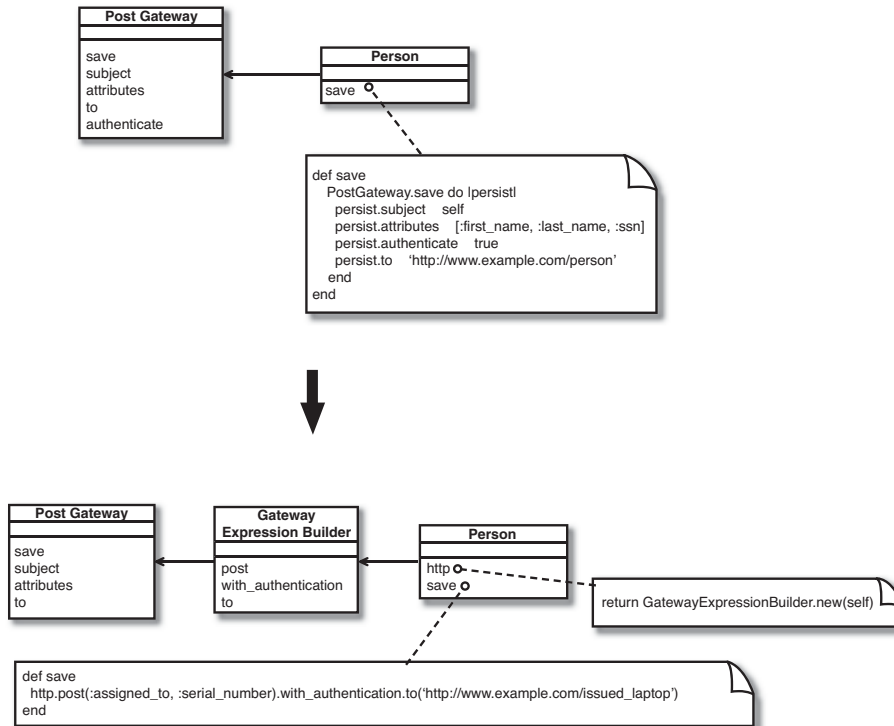 Post Gateway
save
subject
attributes
to
authenticate
Person
save
def save
PostGateway.save do |persist|
persist.subject self
persist.attributes [:first_name, :last_name, :ssn]
persist.authenticate true
persist.to ‘http://www.example.com/person’
end
end
Post Gateway
save
subject
attributes
to
Gateway
Expression Builder
post
with_authentication
to
Person
http
save
return GatewayExpressionBuilder.new(self)
def save
http.post(:assigned_to, :serial_number).with_authentication.to(‘http://www.example.com/issued_laptop’)
end